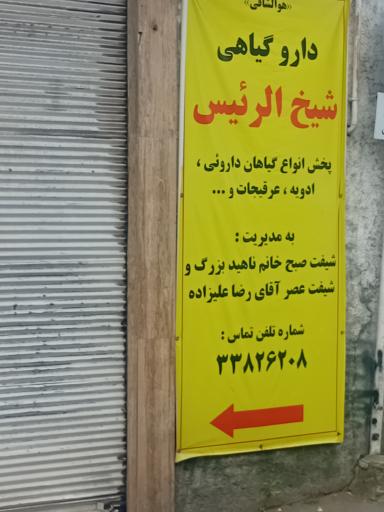 «هوالشافی»
دارو گیاهی
شیخ الرئیس
پخش انواع گیاهان داروئی ،
ادویه ، عرقیجات و ...
به مدیریت :
شیفت صبح خانم ناهید بزرگ و
شیفت عصر آقای رضا علیزاده
شماره تلفن تماس :
۳۳۸۲۶۲۰۸